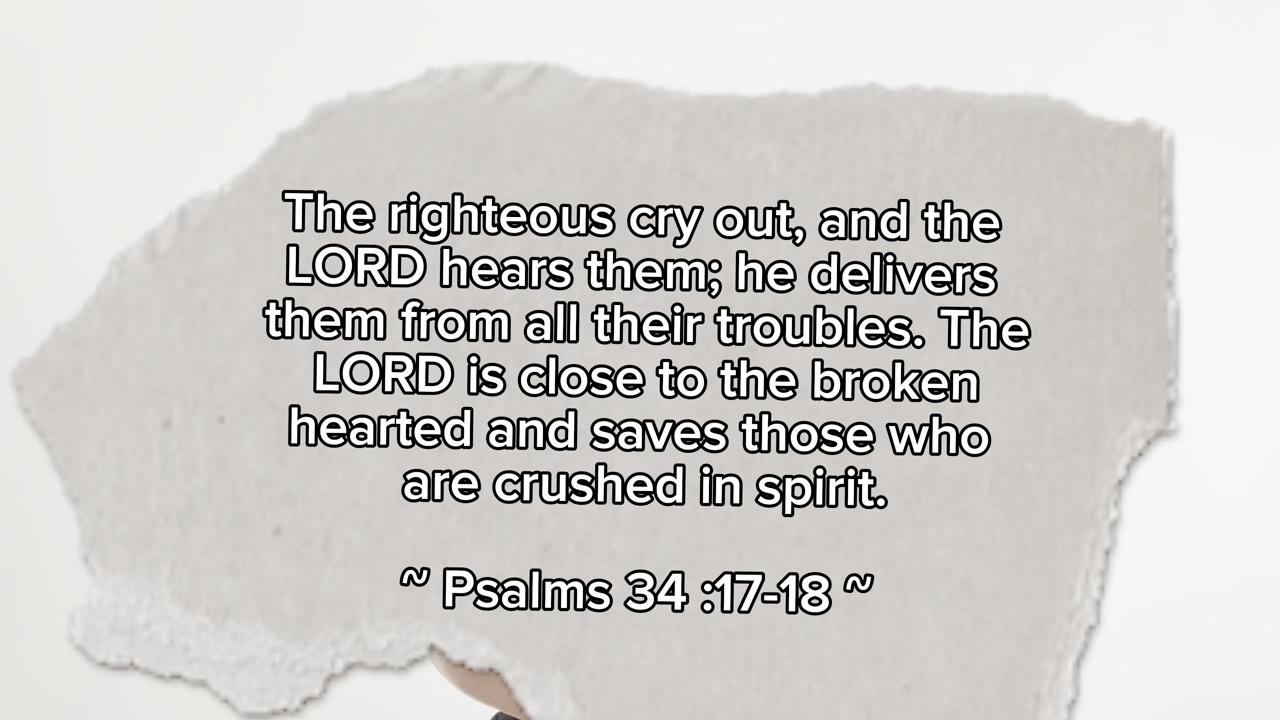 The righteous cry out, and the
LORD hears them; he delivers
them from all their troubles. The
LORD is close to the broken
hearted and saves those who
are crushed in spirit.
~ Psalms 34 :17-18 ~